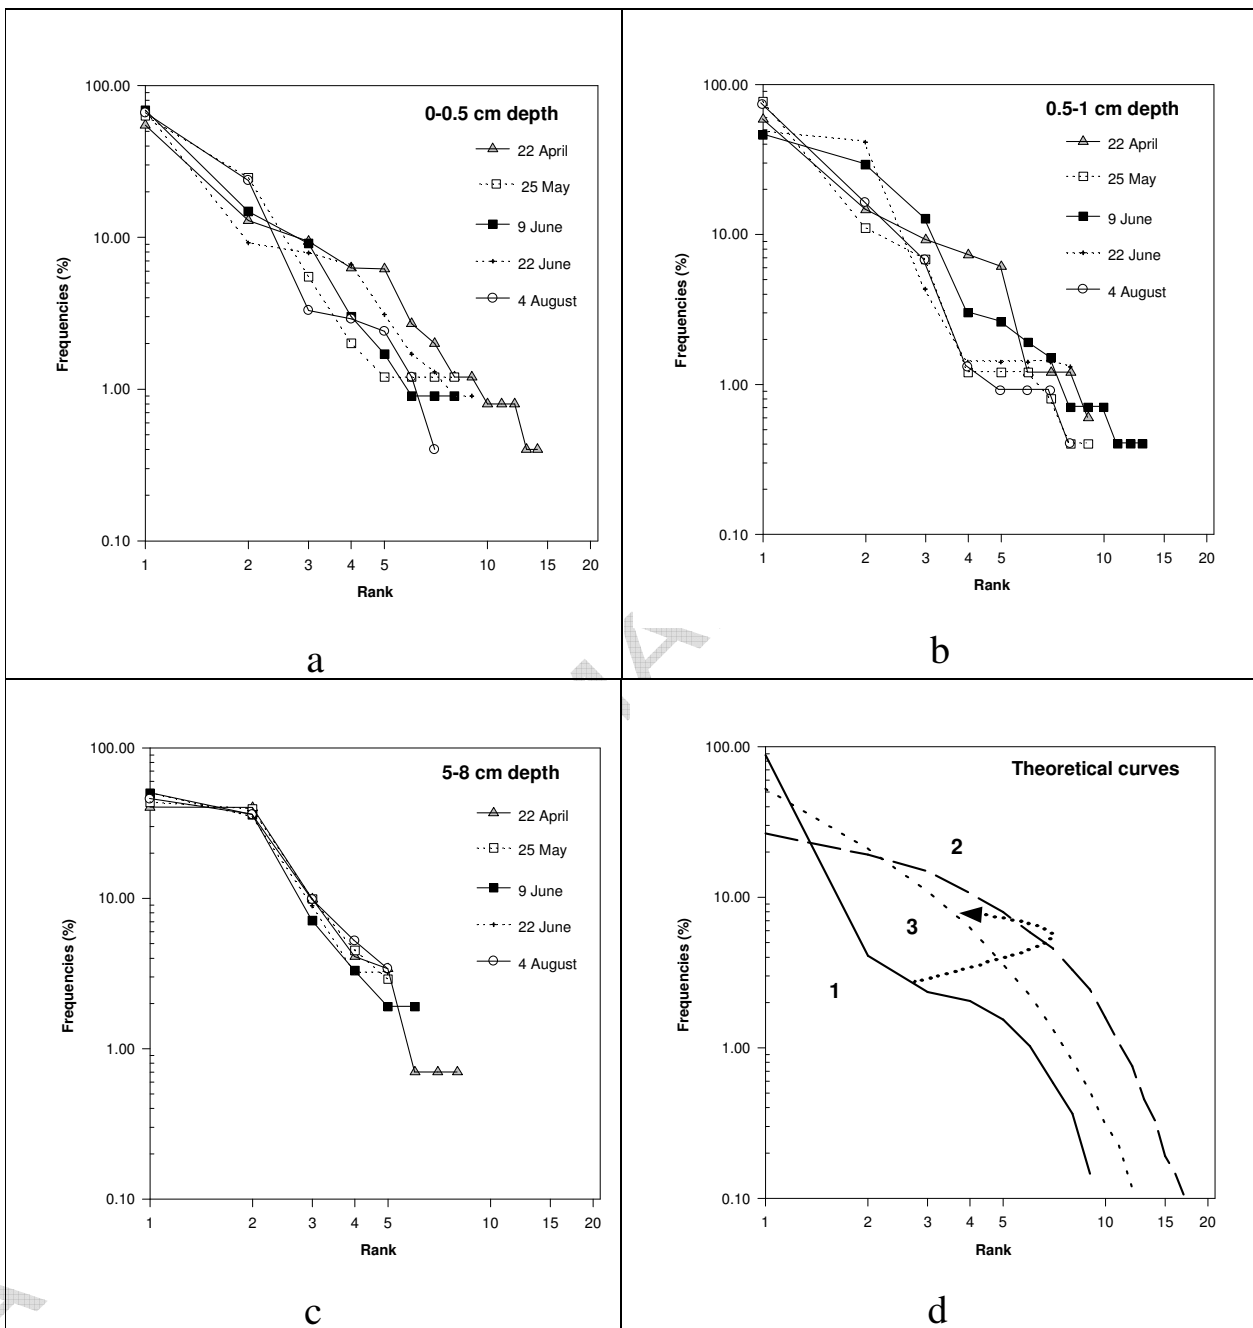 100.00
10.00
1.00
0.10
Frequencies (%)
0-0.5 cm depth
22 April
25 May
9 June
22 June
4 August
1 2 3 4 5 10 15 20
Rank
a
100.00
10.00
1.00
0.10
Frequencies (%)
0.5-1 cm depth
22 April
25 May
9 June
22 June
4 August
1 2 3 4 5 10 15 20
Rank
b
100.00
10.00
1.00
0.10
Frequencies (%)
5-8 cm depth
22 April
25 May
9 June
22 June
4 August
1 2 3 4 5 10 15 20
Rank
c
100.00
10.00
1.00
0.10
Frequencies (%)
Theoretical curves
2
3
1
1 2 3 5 10 15 20
Rank
d